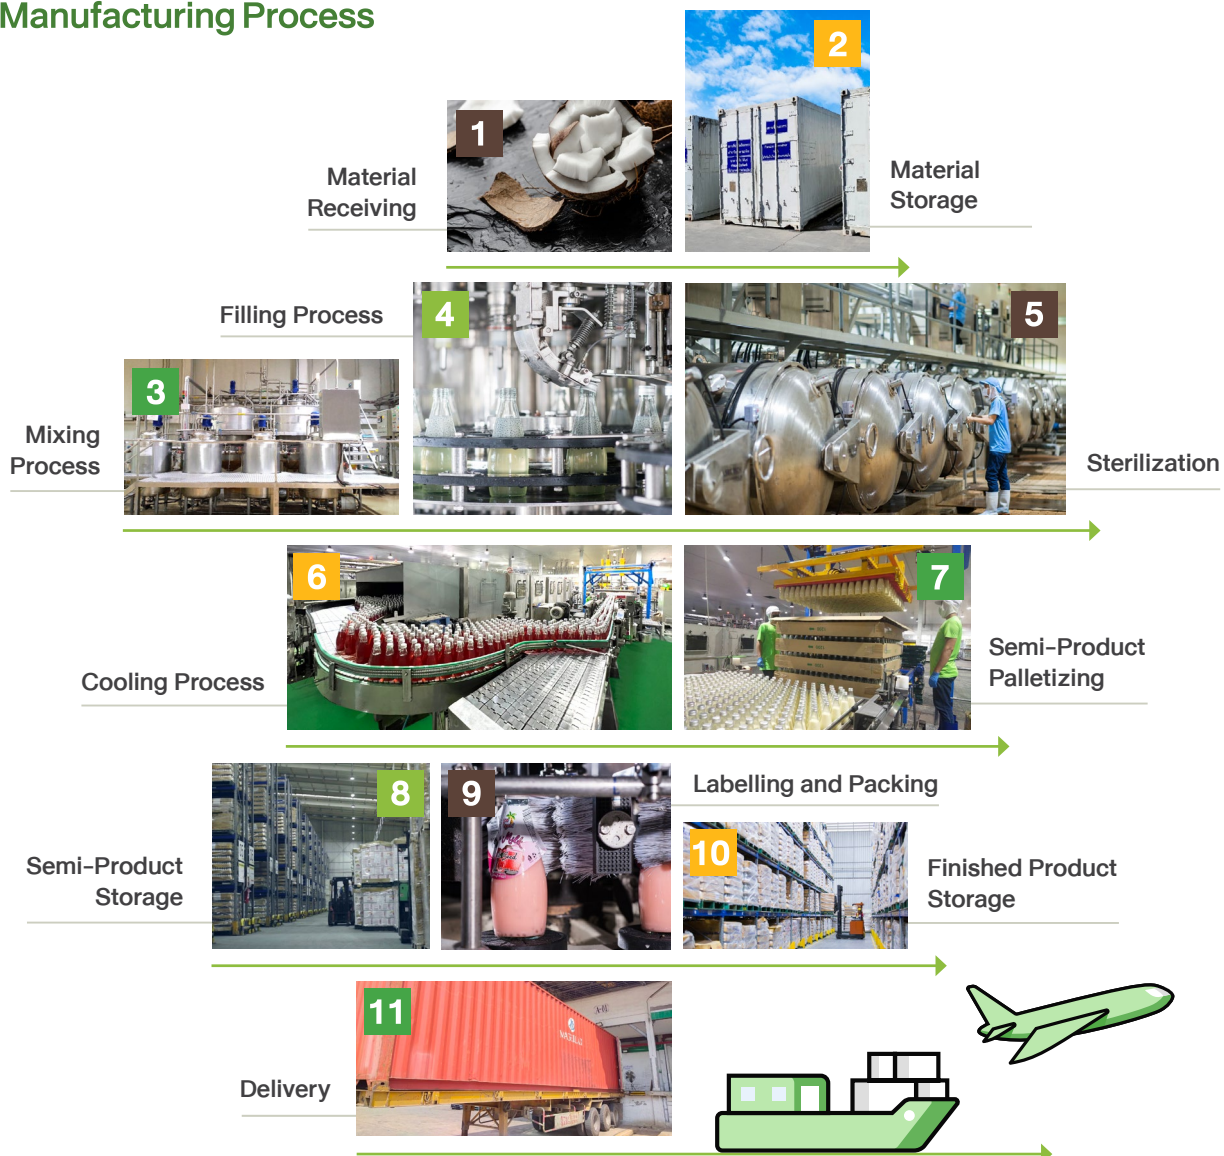 Manufacturing Process
1
Material
Receiving
2
Material
Storage
3
Mixing
Process
4
Filling Process
5
Sterilization
6
Cooling Process
7
Semi-Product
Palletizing
8
Semi-Product
Storage
9
Labelling and Packing
10
Finished Product
Storage
11
Delivery